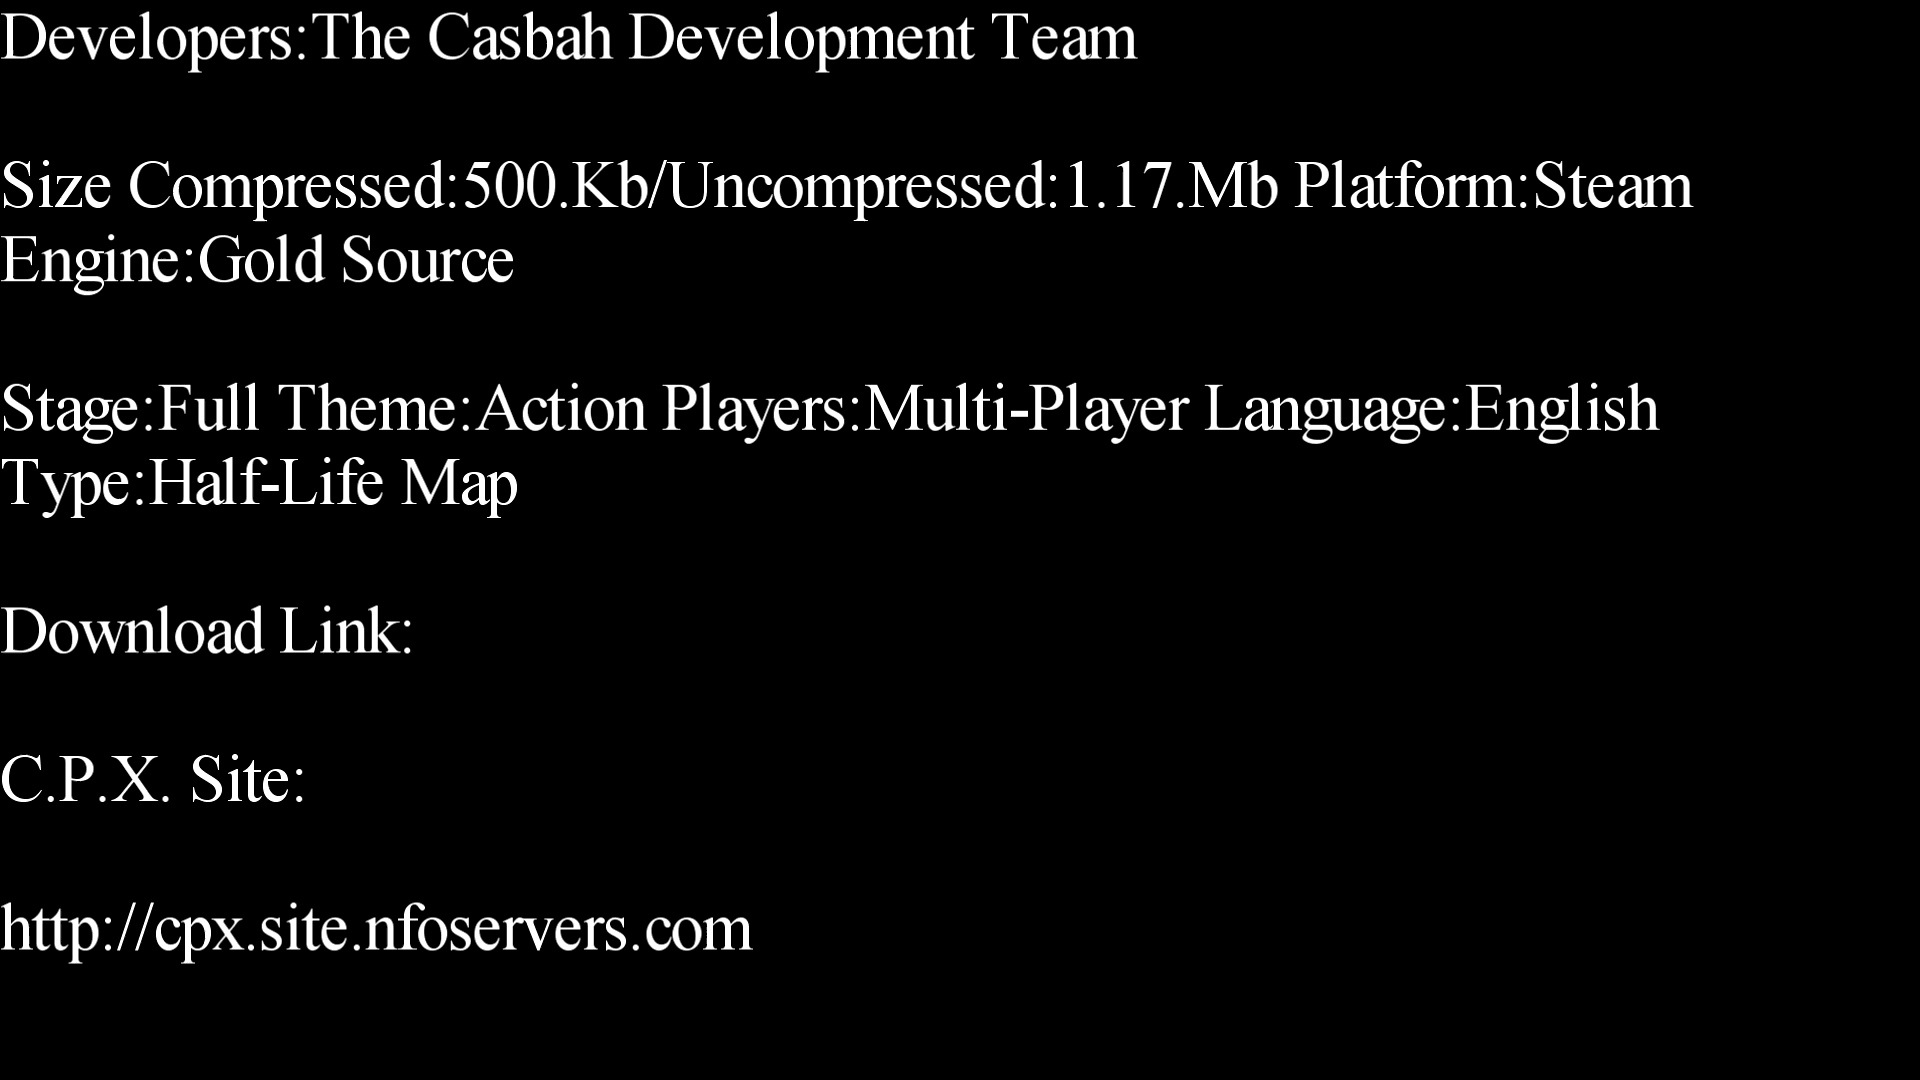 Developers:The Casbah Development Team
Size Compressed:500.Kb/Uncompressed:1.17.Mb Platform:Steam
Engine:Gold Source
Stage:Full Theme:Action Players:Multi-Player Language:English
Type:Half-Life Map
Download Link:
C.P.X. Site:
http://cpx.site.nfoservers.com